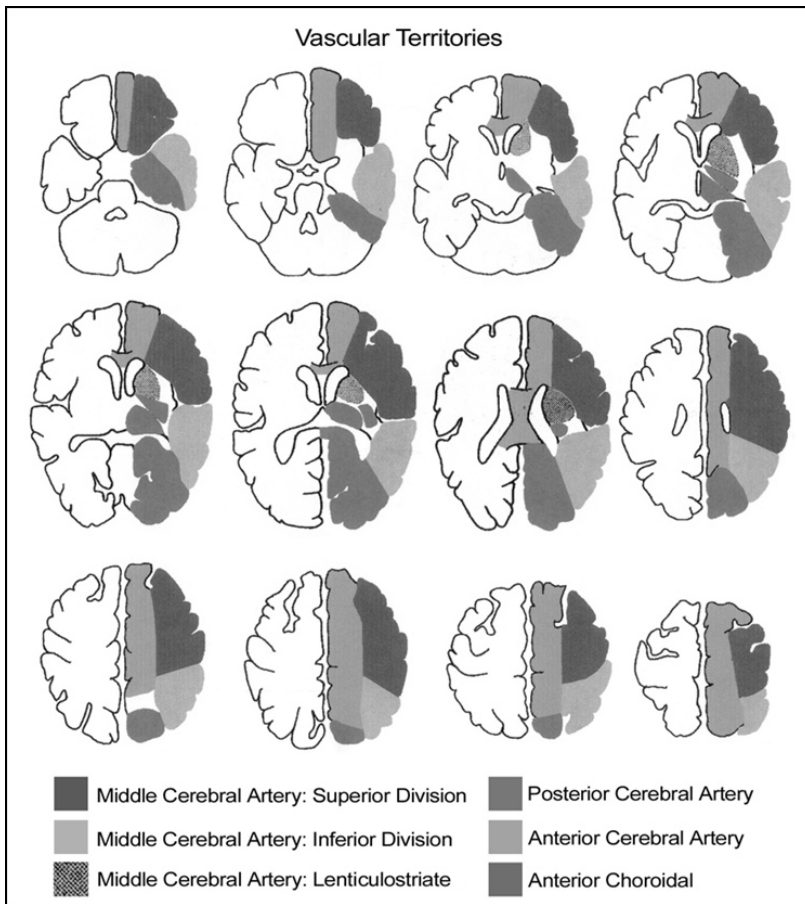 Vascular Territories
Middle Cerebral Artery: Superior Division
Middle Cerebral Artery: Inferior Division
Middle Cerebral Artery: Lenticulostriate
Posterior Cerebral Artery
Anterior Cerebral Artery
Anterior Choroidal